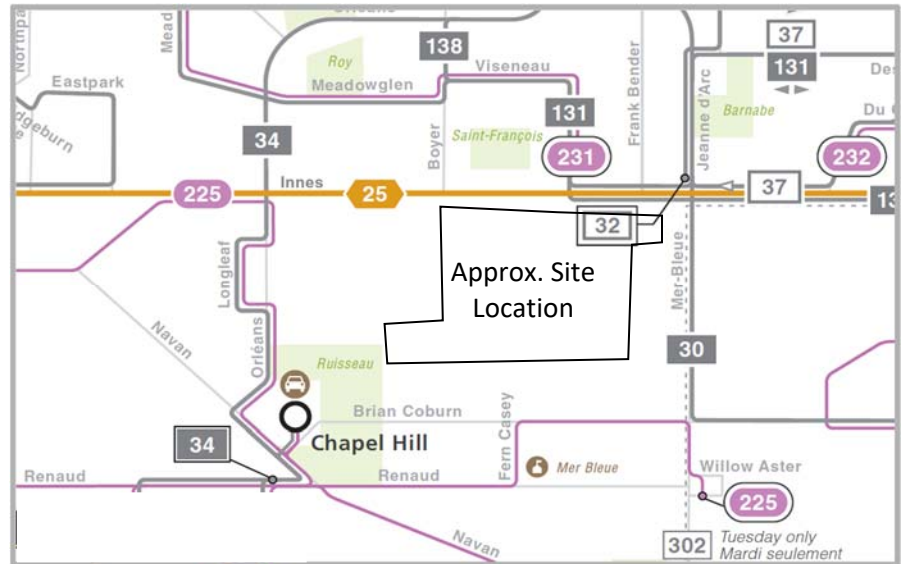 138
37
131
Meadowglen
Viseneau
Roy
Eastpark
Frank Bender
Jeanne d'Arc
Barnabe
Mead
Boyer
131
Saint-François
34
231
232
225
Innes
25
37
32
Approx. Site
Location
Longleaf
Mer-Bleue
Navan
Orléans
Ruisseau
30
Brian Coburn
Fern Casey
Chapel Hill
34
Renaud
Renaud
Mer Bleue
Willow Aster
225
Navan
302
Tuesday only
Mardi seulement